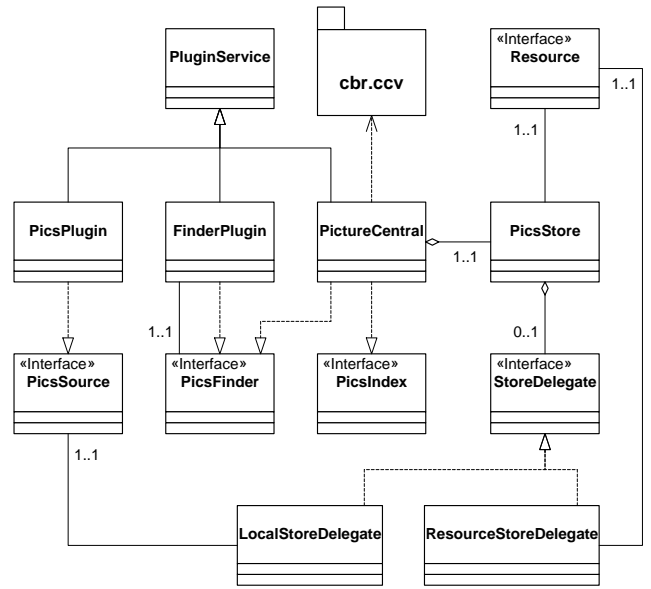 PluginService
cbr.ccv
«Interface»
Resource
1..1
1..1
PicsPlugin
FinderPlugin
PictureCentral
PicsStore
1..1
1..1
0..1
«Interface»
PicsSource
«Interface»
PicsFinder
«Interface»
PicsIndex
«Interface»
StoreDelegate
1..1
LocalStoreDelegate
ResourceStoreDelegate